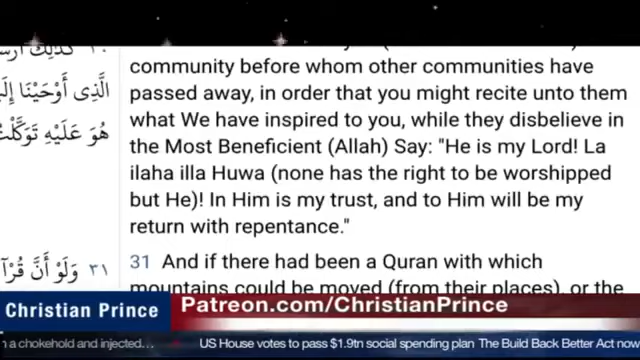 community before whom other communities have
passed away, in order that you might recite unto them
what We have inspired to you, while they disbelieve in
the Most Beneficient (Allah) Say: "He is my Lord! La
ilaha illa Huwa (none has the right to be worshipped
but He)! In Him is my trust, and to Him will be my
return with repentance."
31 And if there had been a Quran with which
mountains could be moved (from their places), or the
الَّذِى أَوْحَيْنَا
هُوَ عَلَيْهِ تَوَكَّلْتُ
٣١ وَلَوْ أَنَّ
Christian Prince
Patreon.com/ChristianPrince
n a chokehold and injected...
US House votes to pass $1.9tn social spending plan The Build Back Better Act now